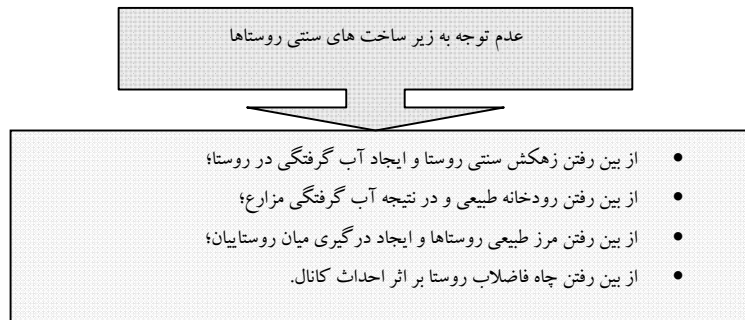 عدم توجه به زیر ساخت های سنتی روستاها
• از بین رفتن زهکش سنتی روستا و ایجاد آب گرفتگی در روستا؛
• از بین رفتن رودخانه طبیعی و در نتیجه آب گرفتگی مزارع؛
• از بین رفتن مرز طبیعی روستاها و ایجاد درگیری میان روستاییان؛
• از بین رفتن چاه فاضلاب روستا بر اثر احداث کانال.